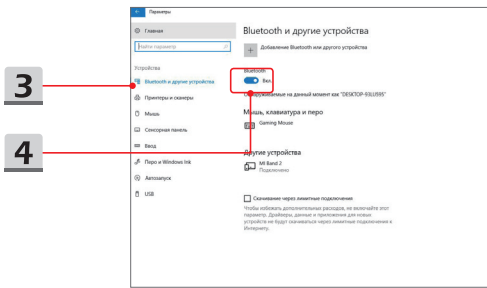 Параметры
Главная
Найти параметр
Устройства
Bluetooth и другие устройства
Принтеры и сканеры
Мышь
Сенсорная панель
Ввод
Перо и Windows Ink
Автозапуск
USB
3
4
Bluetooth и другие устройства
Добавление Bluetooth или другого устройства
Bluetooth
Вкл.
Обнаруживаемые на данный момент как "DESKTOP-93LU595"
Мышь, клавиатура и перо
Gaming Mouse
Другие устройства
MI Band 2
Подключено
Скачивание через лимитные подключения
Чтобы избежать дополнительных расходов, не включайте этот
параметр. Драйверы, данные и приложения для новых
устройств не будут скачиваться через лимитные подключения к
Интернету.